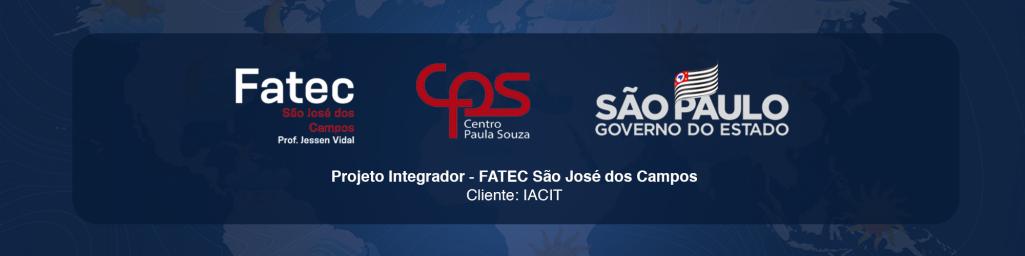 Fatec
São José dos
Campos
Prof. Jessen Vidal
CPS
Centro
Paula Souza
SÃO PAULO
GOVERNO DO ESTADO
Projeto Integrador - FATEC São José dos Campos
Cliente: IACIT